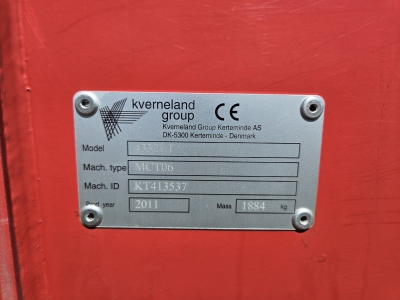 kverneland
group
CE
Kverneland Group Kerteminde AS
DK-5300 Kerteminde - Denmark
Model
Mach. type MCT06
Mach. ID KT413537
Prod. year 2011 Mass 1884 kg